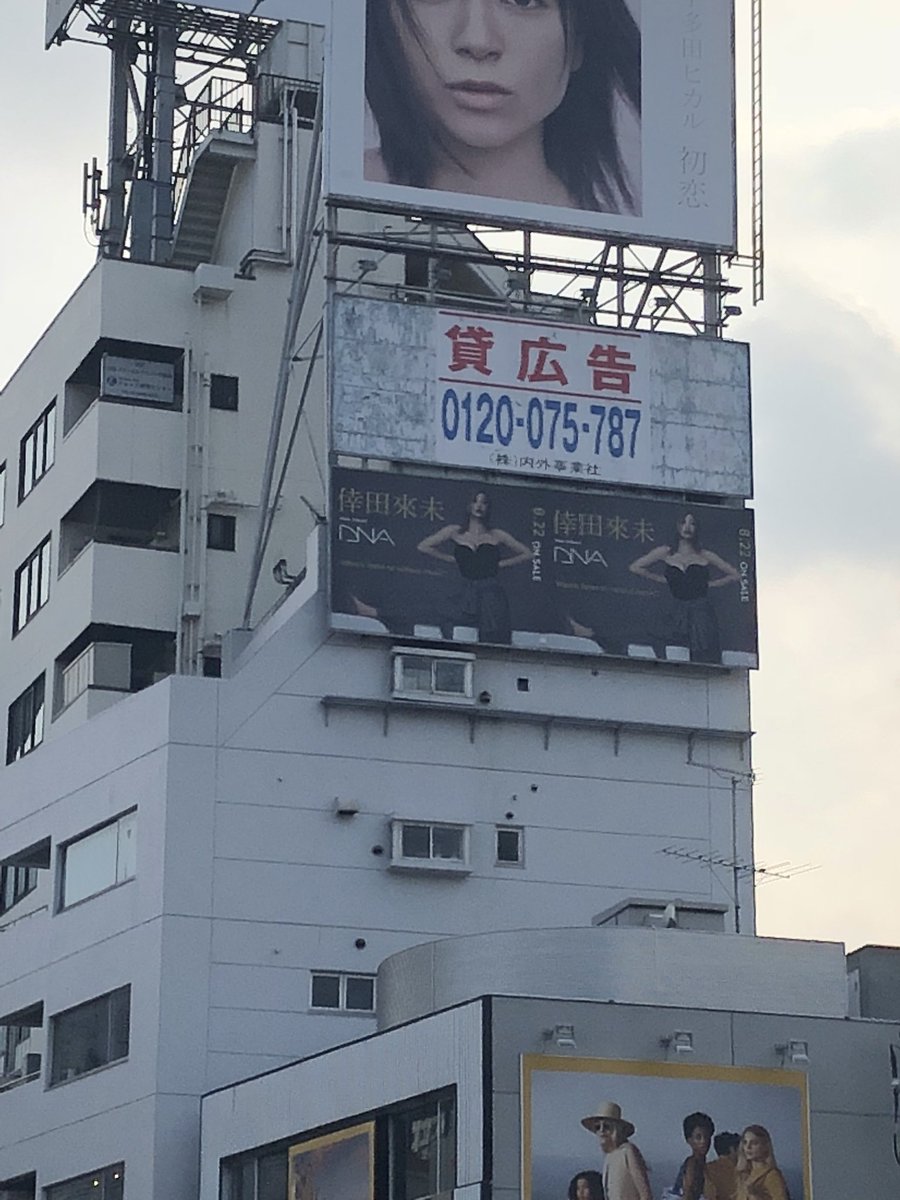 宇多田ヒカル 初恋
貸広告
0120-075-787
(株)内外事業社
倖田來未
DNA
8.22 ON SALE
倖田來未
DNA
8.22 ON SALE